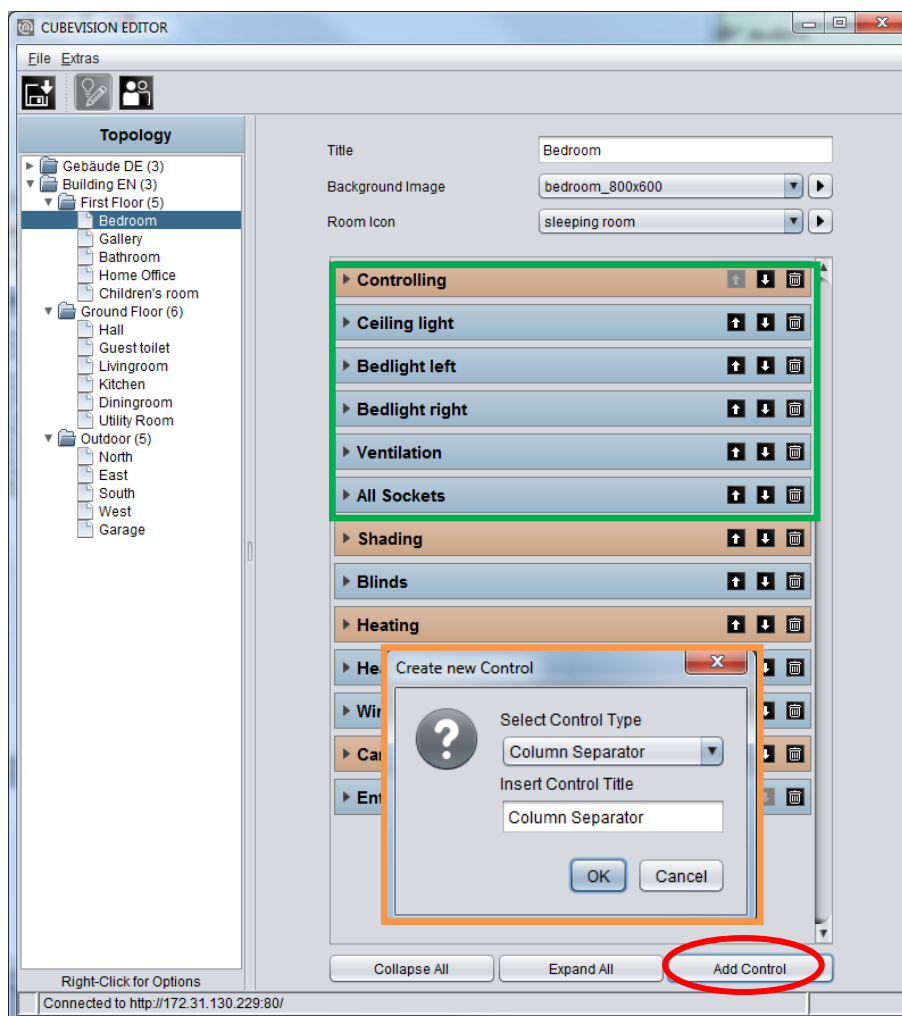 CUBEVISION EDITOR
File Extras
Topology
Gebäude DE (3)
Building EN (3)
First Floor (5)
Bedroom
Gallery
Bathroom
Home Office
Children's room
Ground Floor (6)
Hall
Guest toilet
Livingroom
Kitchen
Diningroom
Utility Room
Outdoor (5)
North
East
South
West
Garage
Right-Click for Options
Title Bedroom
Background Image bedroom_800x600
Room Icon sleeping room
Controlling
Ceiling light
Bedlight left
Bedlight right
Ventilation
All Sockets
Shading
Blinds
Heating
Create new Control
Select Control Type
Column Separator
Insert Control Title
Column Separator
OK Cancel
Collapse All Expand All Add Control
Connected to http://172.31.130.229:80/